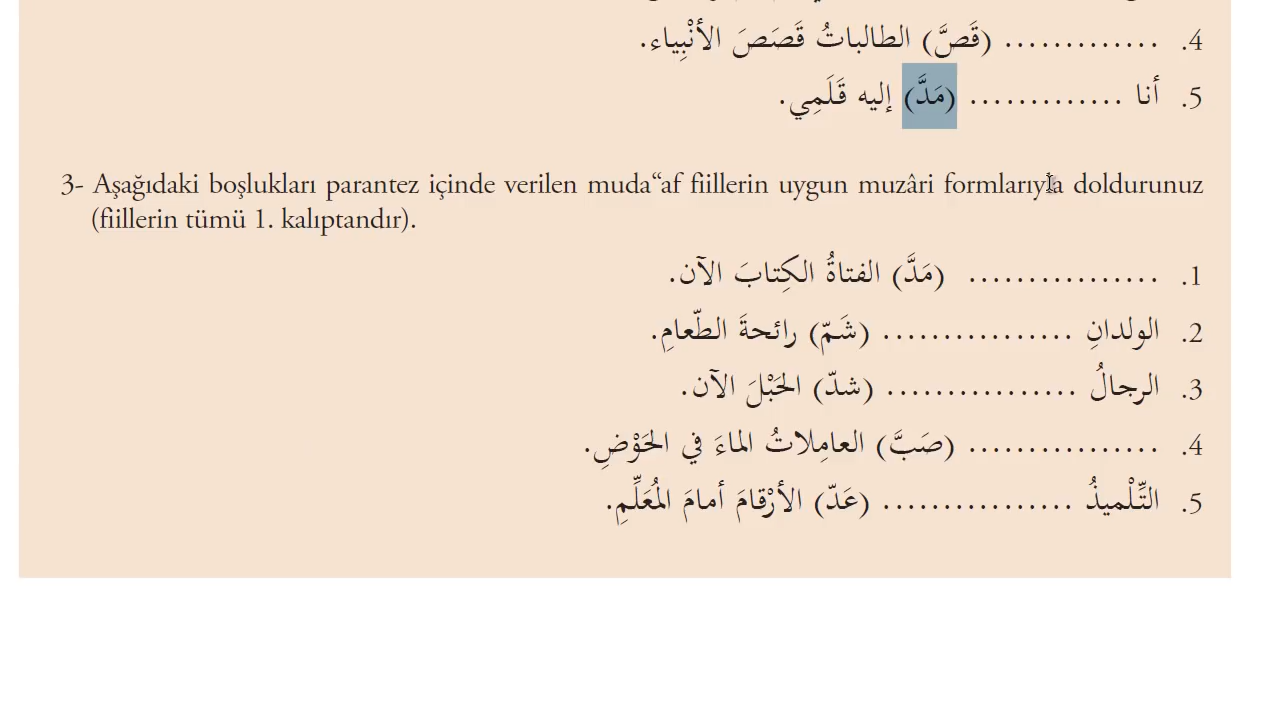 4. ............. (قَصَّ) الطالباتُ قَصَصَ الأنْبِياء.
5. أنا ............. (مَدَّ) إليه قَلَمِي.
3- Aşağıdaki boşlukları parantez içinde verilen muda“af fiillerin uygun muzâri formlarıyla doldurunuz
(fiillerin tümü 1. kalıptandır).
1. ................ (مَدَّ) الفتاةُ الكِتابَ الآن.
2. الولدانِ ................ (شَمّ) رائحةَ الطّعامِ.
3. الرجالُ ................ (شدّ) الحَبْلَ الآن.
4. ................ (صَبَّ) العامِلاتُ الماءَ في الحَوْضِ.
5. التِّلْميذُ ................ (عَدّ) الأرْقامَ أمامَ المُعَلِّمِ.